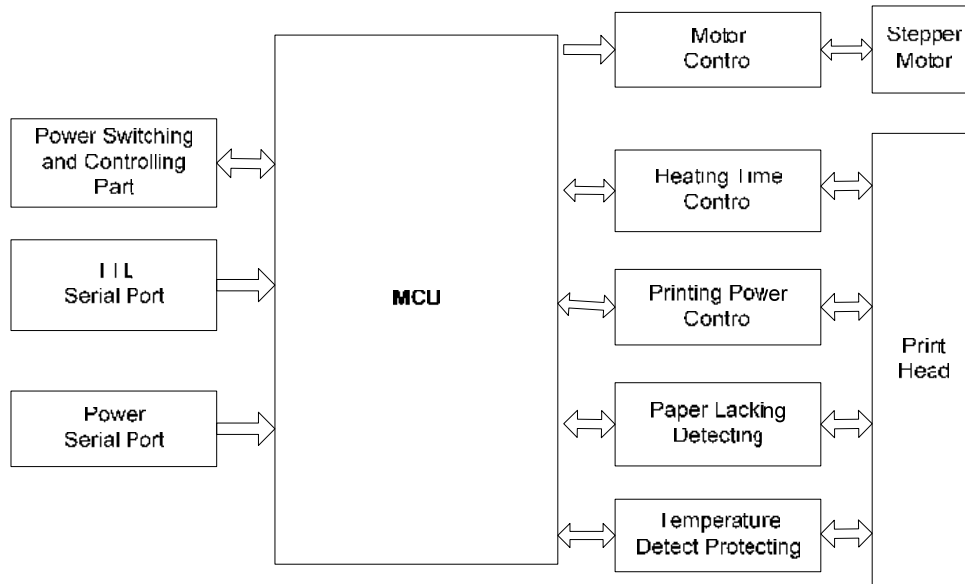 Motor
Contro
Stepper
Motor
Power Switching
and Controlling
Part
Heating Time
Contro
TTL
Serial Port
MCU
Printing Power
Contro
Print
Head
Power
Serial Port
Paper Lacking
Detecting
Temperature
Detect Protecting